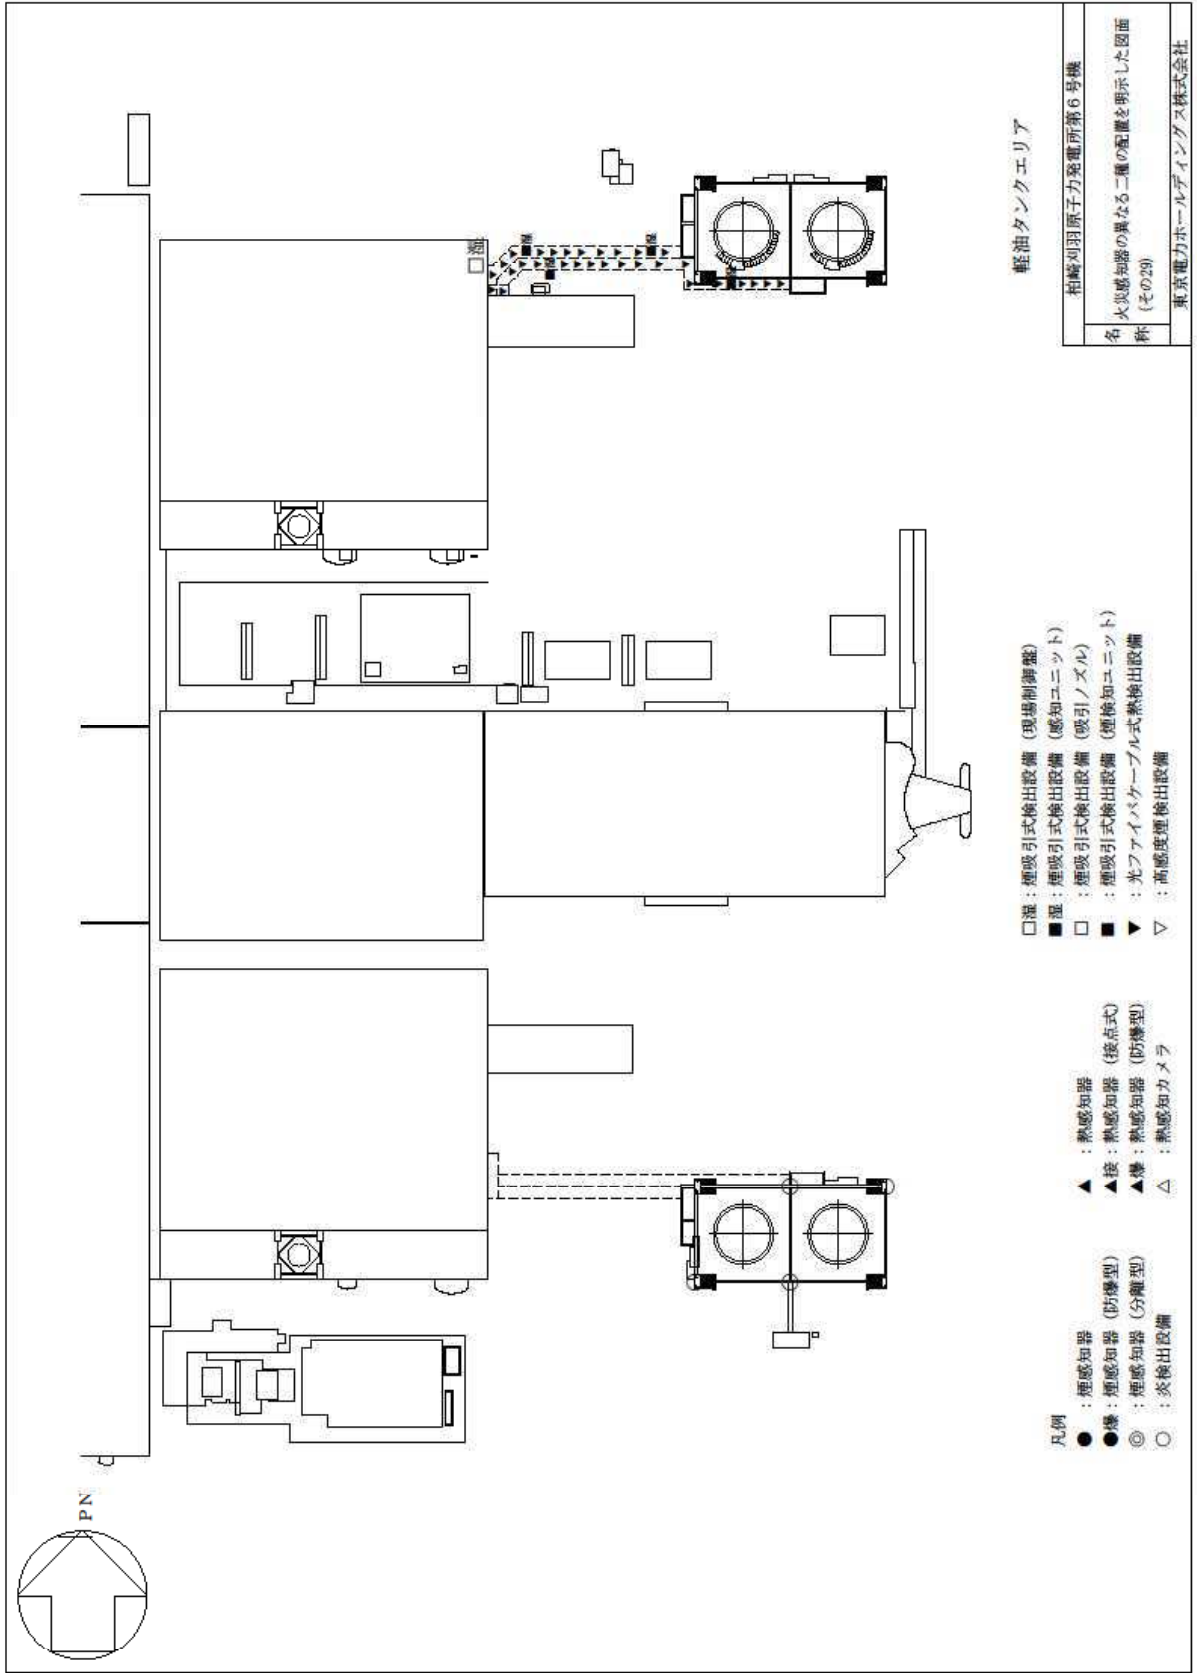 PN
□湿
■湿
■湿
■湿
■湿
軽油タンクエリア
凡例
● ：煙感知器
●爆：煙感知器（防爆型）
◎ ：煙感知器（分離型）
○ ：炎検出設備
▲ ：熱感知器
▲接：熱感知器（接点式）
▲爆：熱感知器（防爆型）
△ ：熱感知カメラ
□湿：煙吸引式検出設備（現場制御盤）
■湿：煙吸引式検出設備（感知ユニット）
□ ：煙吸引式検出設備（吸引ノズル）
■ ：煙吸引式検出設備（煙検知ユニット）
▼ ：光ファイバケーブル式熱検出設備
▽ ：高感度煙検出設備
柏崎刈羽原子力発電所第6号機
名称
火災感知器の異なる二種の配置を明示した図面
（その29）
東京電力ホールディングス株式会社